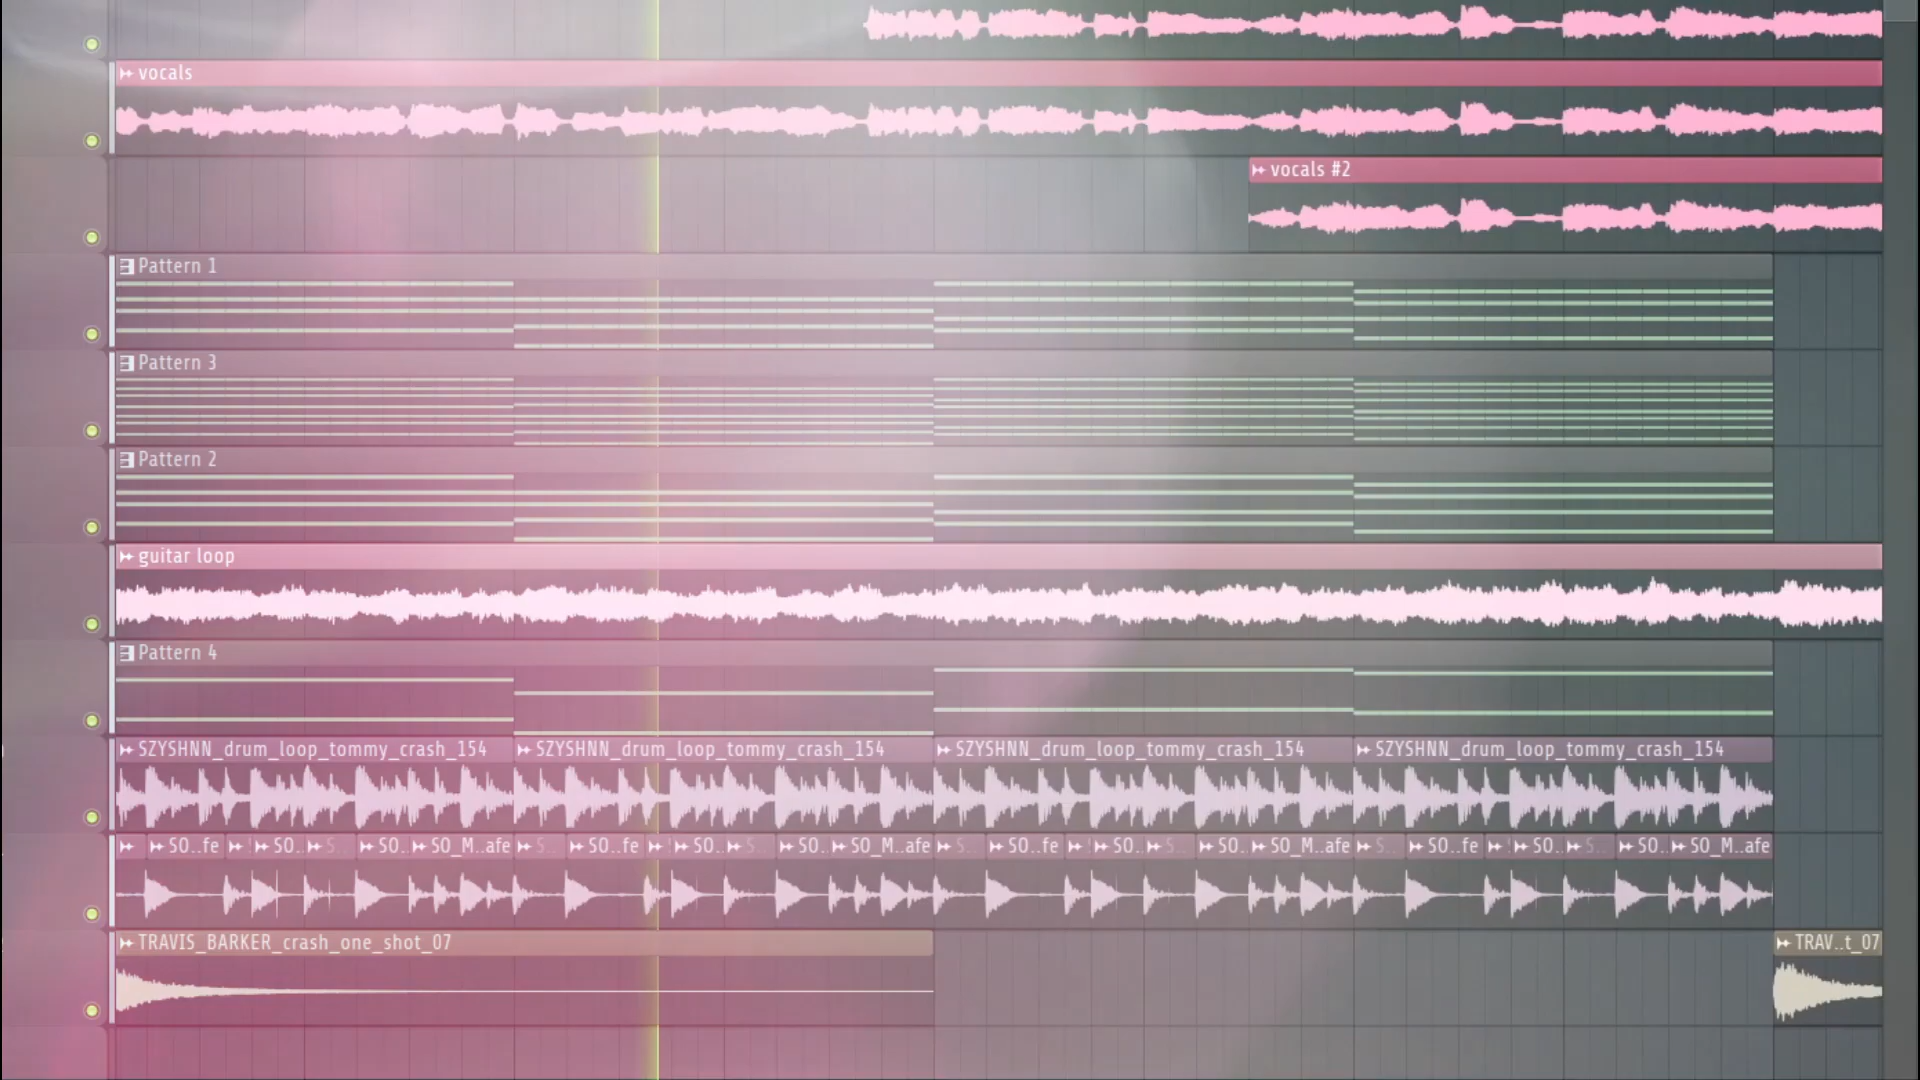 vocals
vocals #2
Pattern 1
Pattern 3
Pattern 2
guitar loop
Pattern 4
SZYSHNN_drum_loop_tommy_crash_154 SZYSHNN_drum_loop_tommy_crash_154 SZYSHNN_drum_loop_tommy_crash_154 SZYSHNN_drum_loop_tommy_crash_154
SO..fe SO.. S.. SO.. SO_M..afe S.. SO..fe SO.. S SO.. SO_M..afe S.. SO..fe SO.. S.. SO.. SO_M..afe S.. SO..fe SO.. S.. SO.. SO_M..afe
TRAVIS_BARKER_crash_one_shot_07 TRAV..t_07